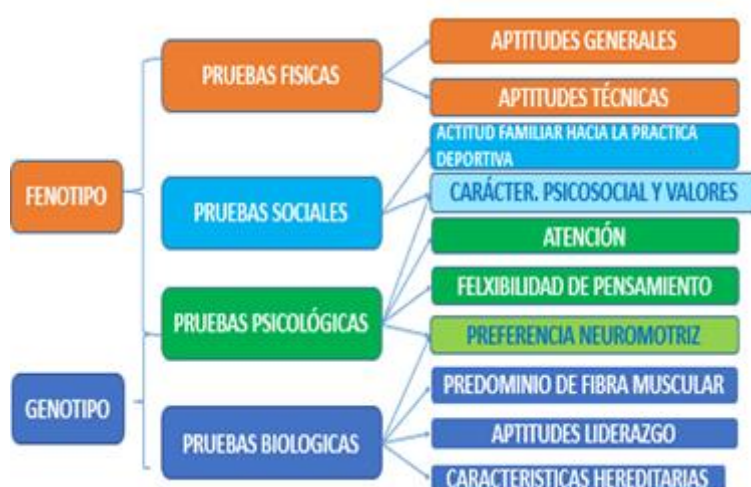 FENOTIPO
GENOTIPO
PRUEBAS FISICAS
PRUEBAS SOCIALES
PRUEBAS PSICOLÓGICAS
PRUEBAS BIOLOGICAS
APTITUDES GENERALES
APTITUDES TÉCNICAS
ACTITUD FAMILIAR HACIA LA PRACTICA
DEPORTIVA
CARÁCTER. PSICOSOCIAL Y VALORES
ATENCIÓN
FELXIBILIDAD DE PENSAMIENTO
PREFERENCIA NEUROMOTRIZ
PREDOMINIO DE FIBRA MUSCULAR
APTITUDES LIDERAZGO
CARACTERISTICAS HEREDITARIAS